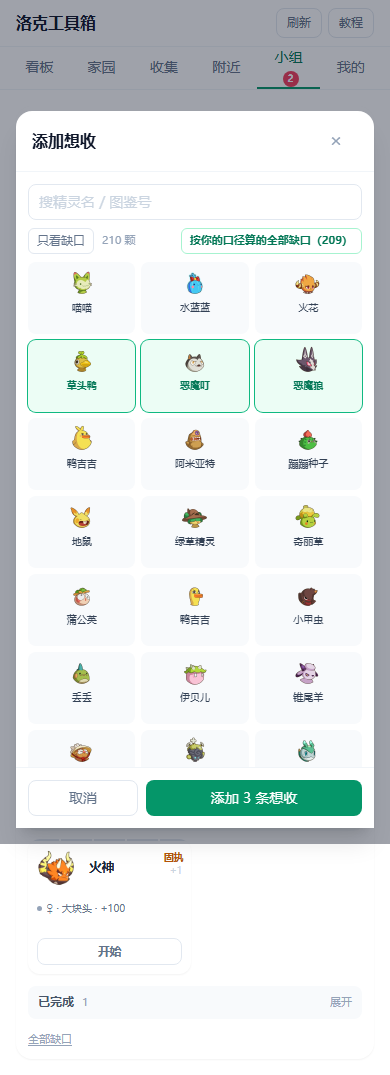 洛克工具箱
刷新
教程
看板
家园
收集
附近
小组
2
我的
添加想收
×
搜精灵名 / 图鉴号
只看缺口
210 颗
按你的口径算的全部缺口（209）
喵喵
水蓝蓝
火花
草头鸭
恶魔叮
恶魔狼
鸭吉吉
阿米亚特
蹦蹦种子
地鼠
绿草精灵
奇丽草
蒲公英
鸭吉吉
小甲虫
丢丢
伊贝儿
锥尾羊
取消
添加 3 条想收
火神
固执
+1
♀ · 大块头 · +100
开始
已完成 1
展开
全部缺口